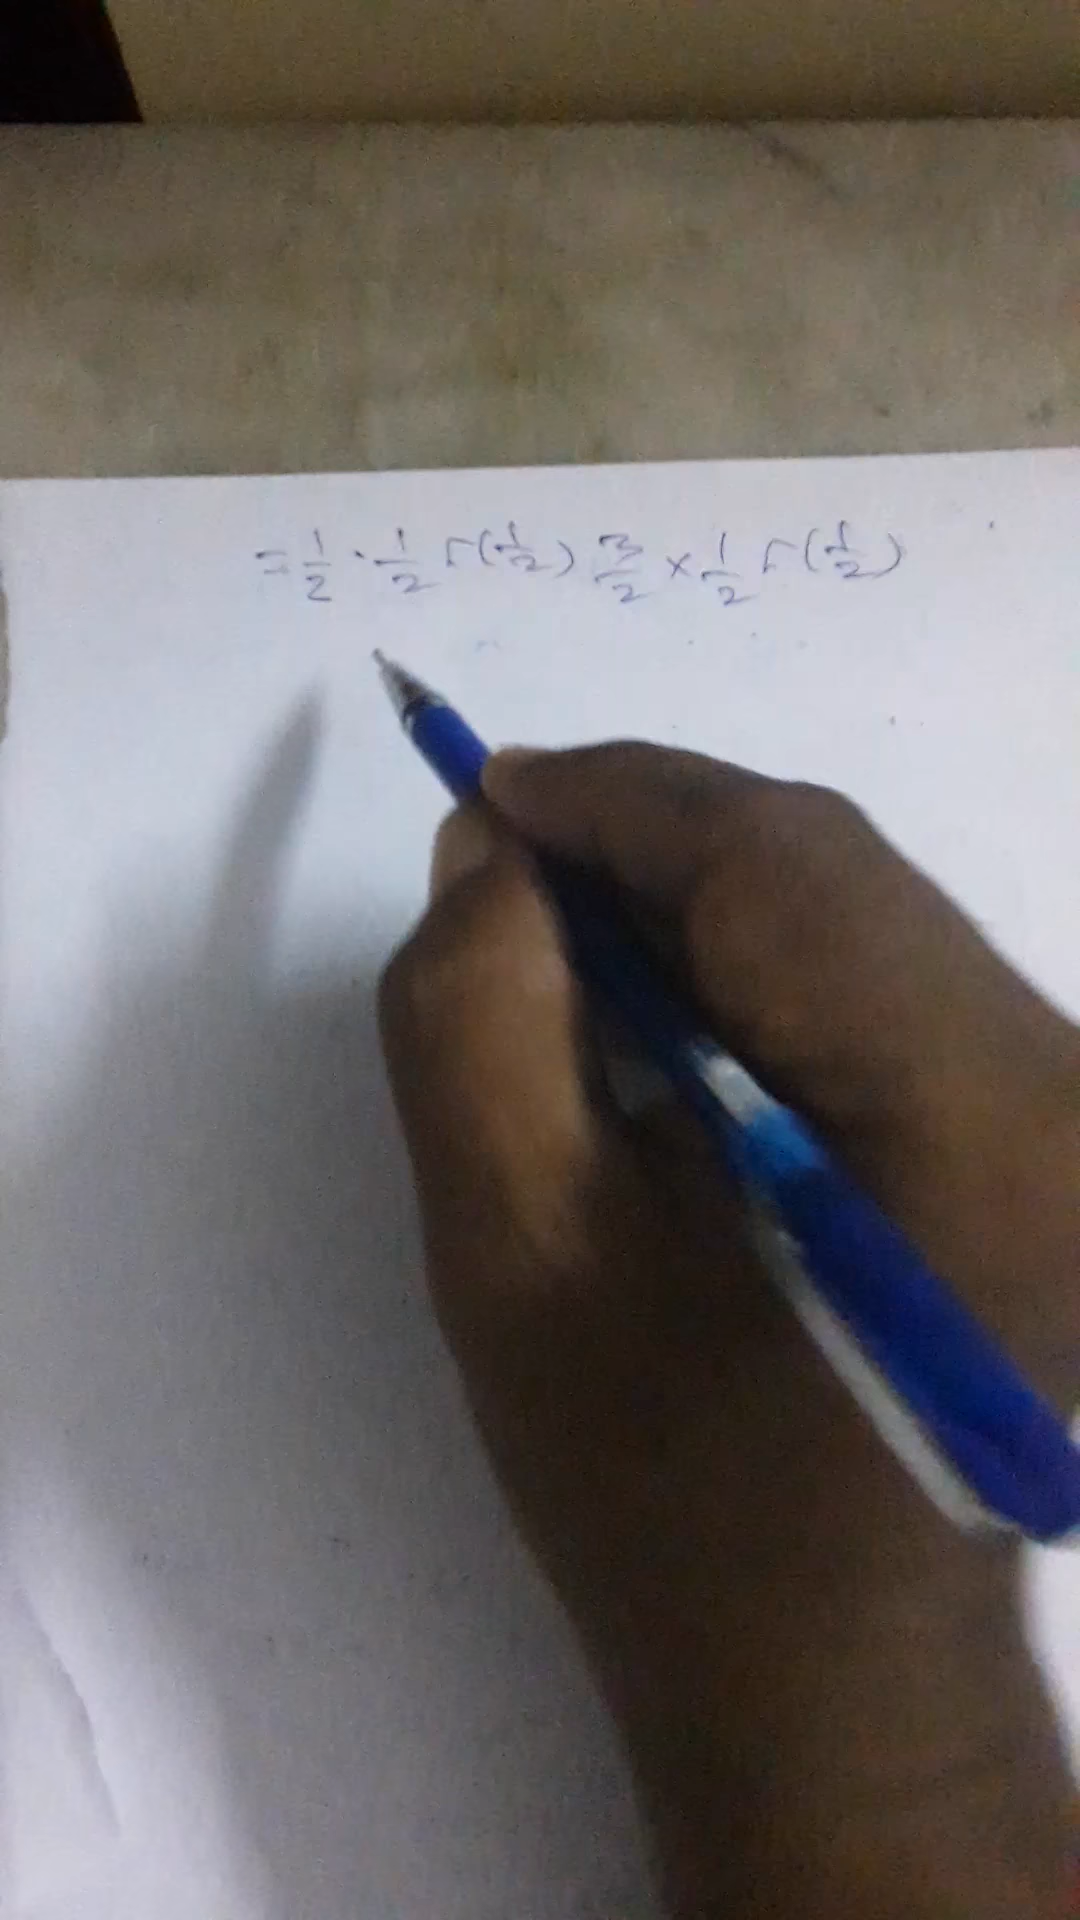 = 1/2 · 1/2 Γ(1/2) 3/2 × 1/2 Γ(1/2)